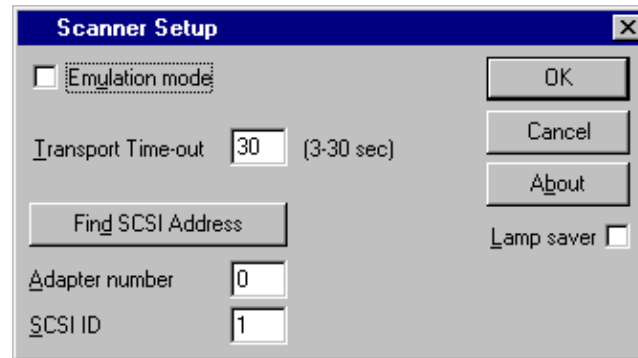 Scanner Setup
Emulation mode
OK
Transport Time-out 30 (3-30 sec)
Cancel
About
Find SCSI Address
Lamp saver
Adapter number 0
SCSI ID 1